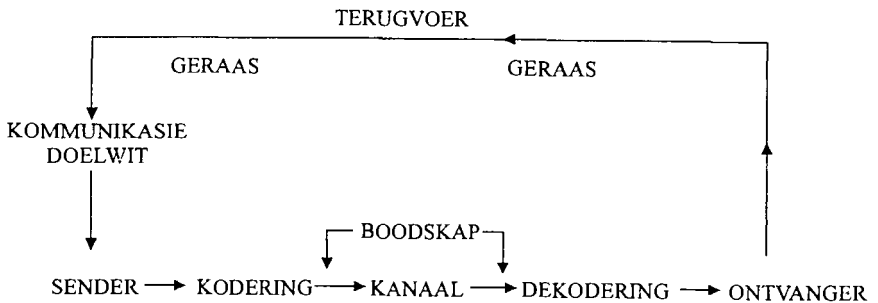 TERUGVOER
GERAAS GERAAS
KOMMUNIKASIE
DOELWIT
BOODSKAP
SENDER KODERING KANAAL DEKODERING ONTVANGER